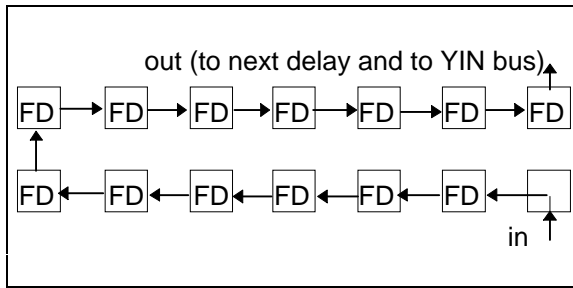 out (to next delay and to YIN bus)
FD FD FD FD FD FD FD
FD FD FD FD FD FD
in